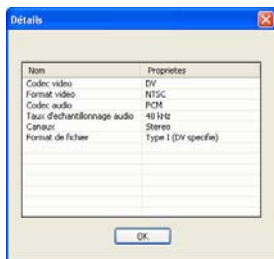 Détails
Nom Proprietes
Codec video DV
Format video NTSC
Codec audio PCM
Taux d'echantillonnage audio 48 kHz
Canaux Stereo
Format de fichier Type I (DV specifie)
OK